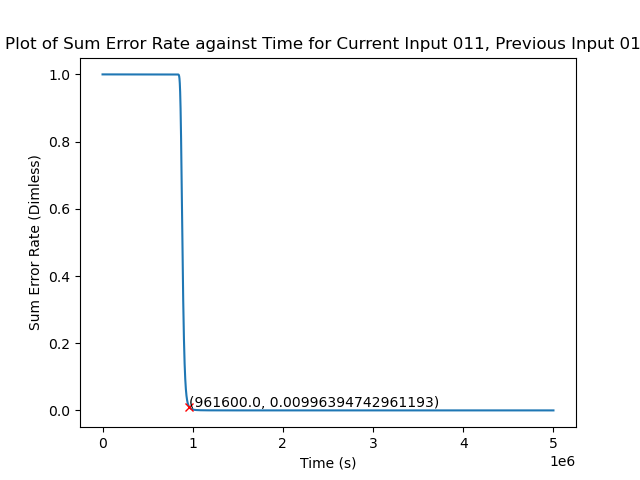 Plot of Sum Error Rate against Time for Current Input 011, Previous Input 01
1.0
0.8
0.6
0.4
0.2
0.0
Sum Error Rate (Dimless)
(961600.0, 0.00996394742961193)
0 1 2 3 4 5
1e6
Time (s)